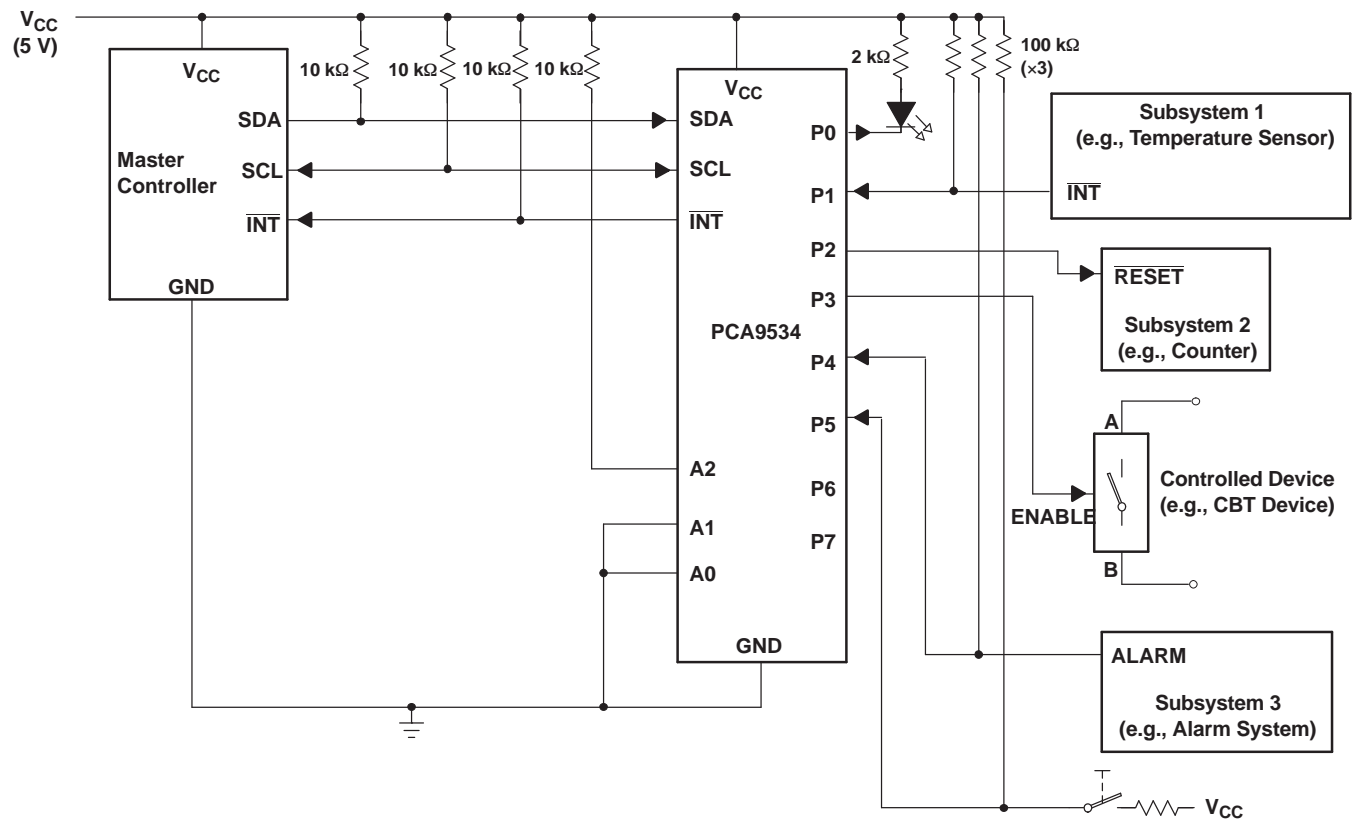 VCC
(5 V)
VCC
10 kΩ
10 kΩ
10 kΩ
10 kΩ
VCC
2 kΩ
100 kΩ
(×3)
Master
Controller
SDA
SCL
INT
GND
SDA
SCL
INT
PCA9534
A2
A1
A0
GND
P0
P1
P2
P3
P4
P5
P6
P7
Subsystem 1
(e.g., Temperature Sensor)
INT
RESET
Subsystem 2
(e.g., Counter)
A
Controlled Device
(e.g., CBT Device)
ENABLE
B
ALARM
Subsystem 3
(e.g., Alarm System)
VCC